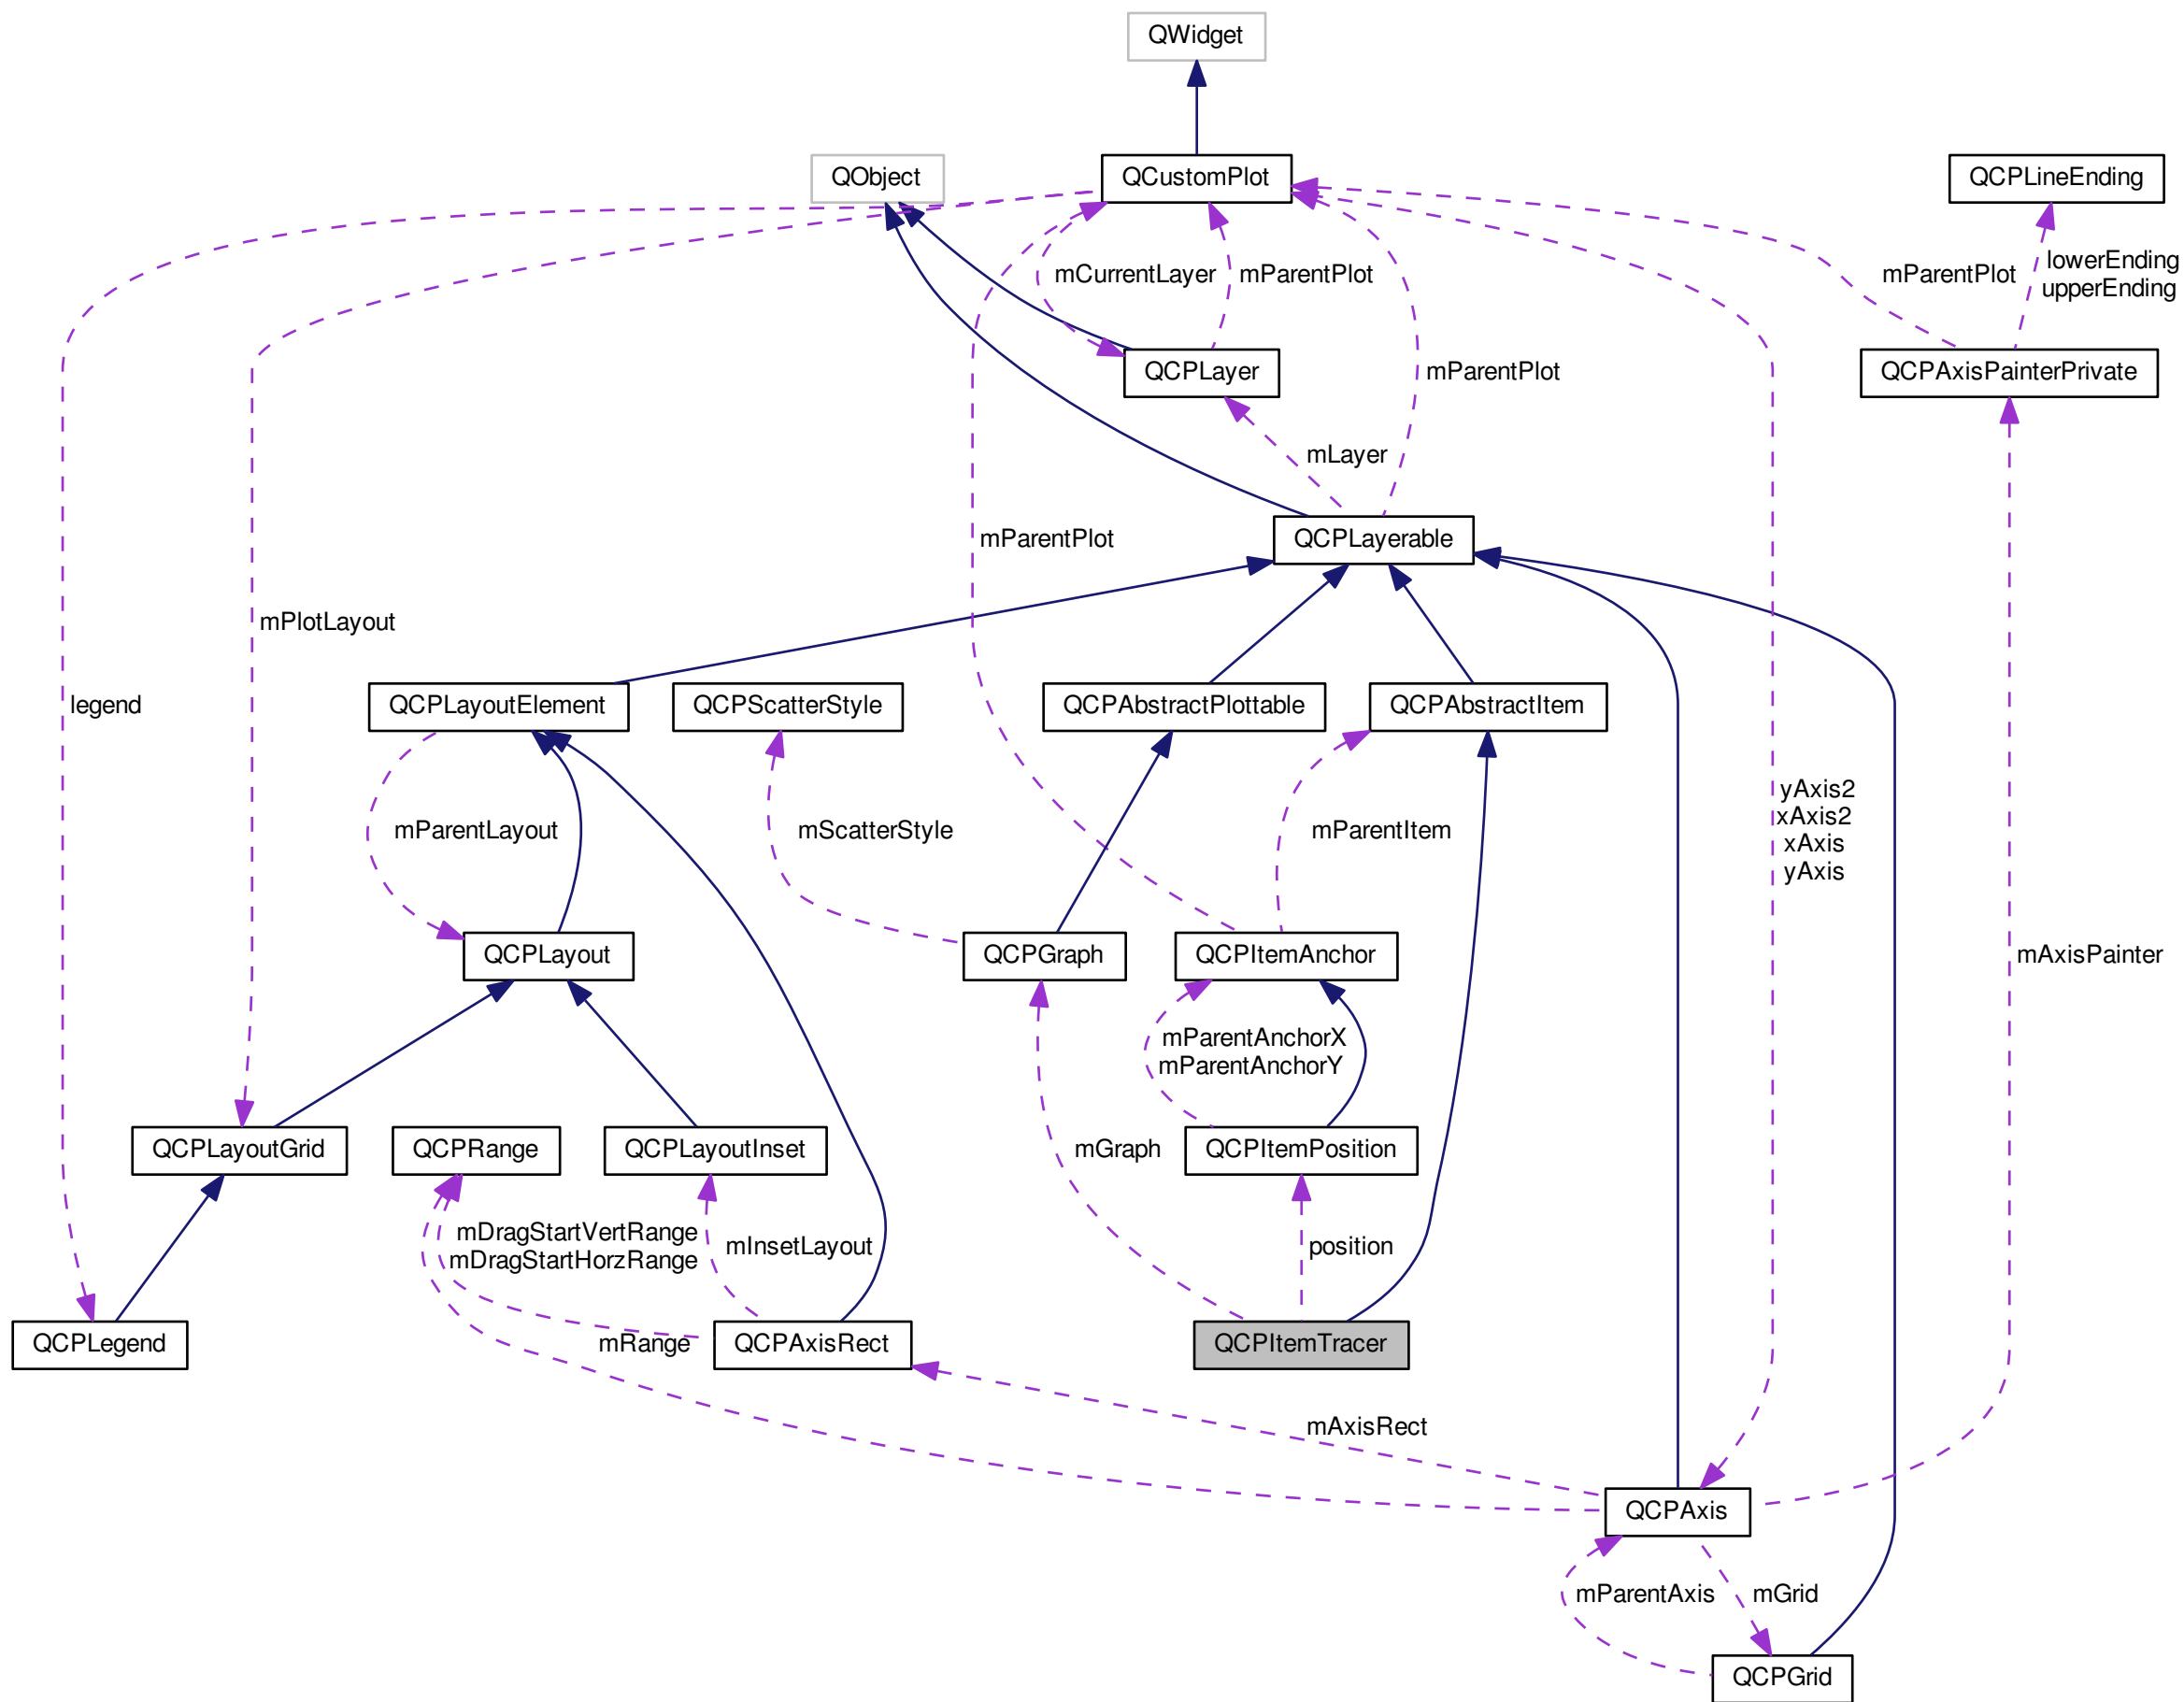 QWidget
QObject
QCustomPlot
QCPLineEnding
mCurrentLayer
mParentPlot
mParentPlot
lowerEnding
upperEnding
QCPLayer
mParentPlot
QCPAxisPainterPrivate
mLayer
mParentPlot
QCPLayerable
mPlotLayout
legend
QCPLayoutElement
QCPScatterStyle
QCPAbstractPlottable
QCPAbstractItem
yAxis2
xAxis2
xAxis
yAxis
mParentLayout
mScatterStyle
mParentItem
QCPLayout
QCPGraph
QCPItemAnchor
mAxisPainter
mParentAnchorX
mParentAnchorY
QCPLayoutGrid
QCPRange
QCPLayoutInset
mGraph
QCPItemPosition
mDragStartVertRange
mDragStartHorzRange
mInsetLayout
position
QCPLegend
mRange
QCPAxisRect
QCPItemTracer
mAxisRect
QCPAxis
mParentAxis
mGrid
QCPGrid